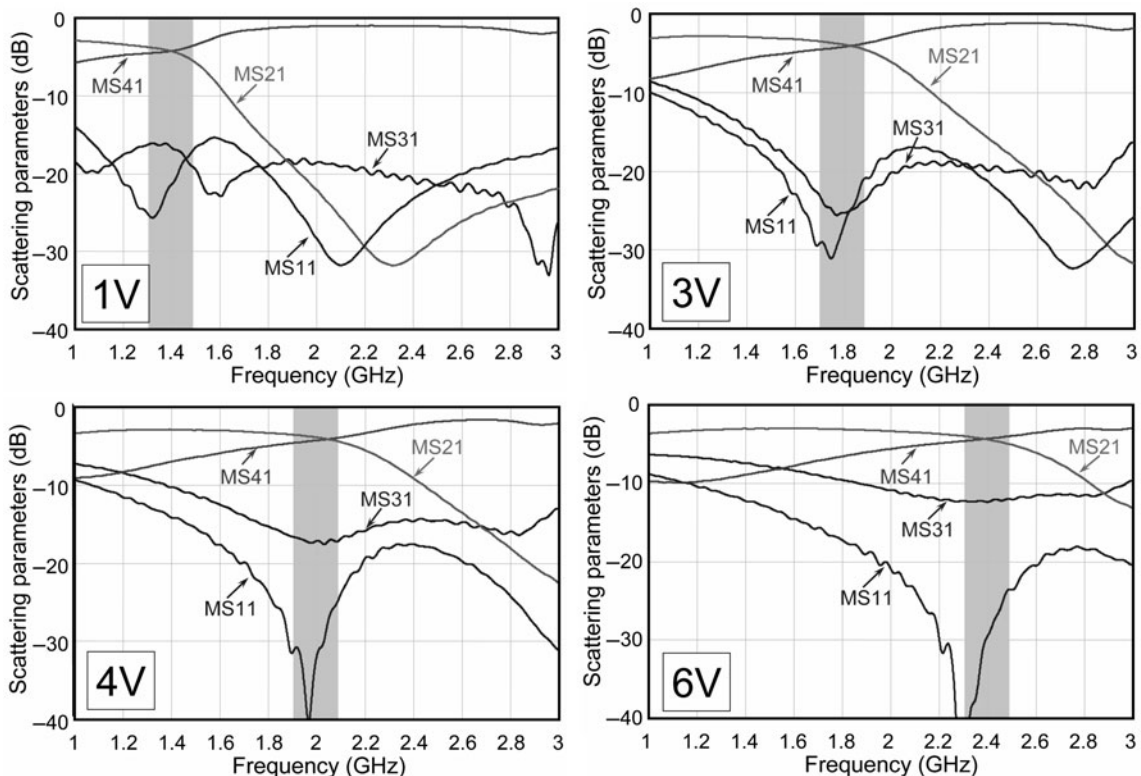 Scattering parameters (dB)
0
–10
–20
–30
–40
MS41
MS21
MS31
MS11
1V
1 1.2 1.4 1.6 1.8 2 2.2 2.4 2.6 2.8 3
Frequency (GHz)
Scattering parameters (dB)
0
–10
–20
–30
–40
MS41
MS21
MS31
MS11
3V
1 1.2 1.4 1.6 1.8 2 2.2 2.4 2.6 2.8 3
Frequency (GHz)
Scattering parameters (dB)
0
–10
–20
–30
–40
MS41
MS21
MS31
MS11
4V
1 1.2 1.4 1.6 1.8 2 2.2 2.4 2.6 2.8 3
Frequency (GHz)
Scattering parameters (dB)
0
–10
–20
–30
–40
MS21
MS41
MS31
MS11
6V
1 1.2 1.4 1.6 1.8 2 2.2 2.4 2.6 2.8 3
Frequency (GHz)